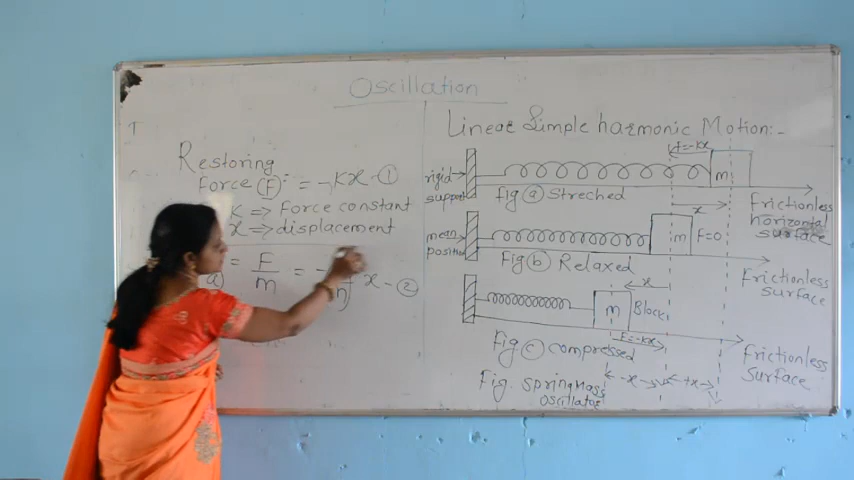 Oscillation
Restoring
Force (F) = -Kx - ①
K => Force constant
x => displacement
a) = F/m = - x - ②
Linear Simple harmonic Motion:-
F=-Kx
rigid support
m
Fig ⓐ Streched
x
Frictionless horizontal surface
mean position
m F=0
Fig ⓑ Relaxed
Frictionless surface
x
m Block
F=-Kx
Fig ⓒ compressed
Frictionless surface
-x +x
Fig. Spring Mass oscillator